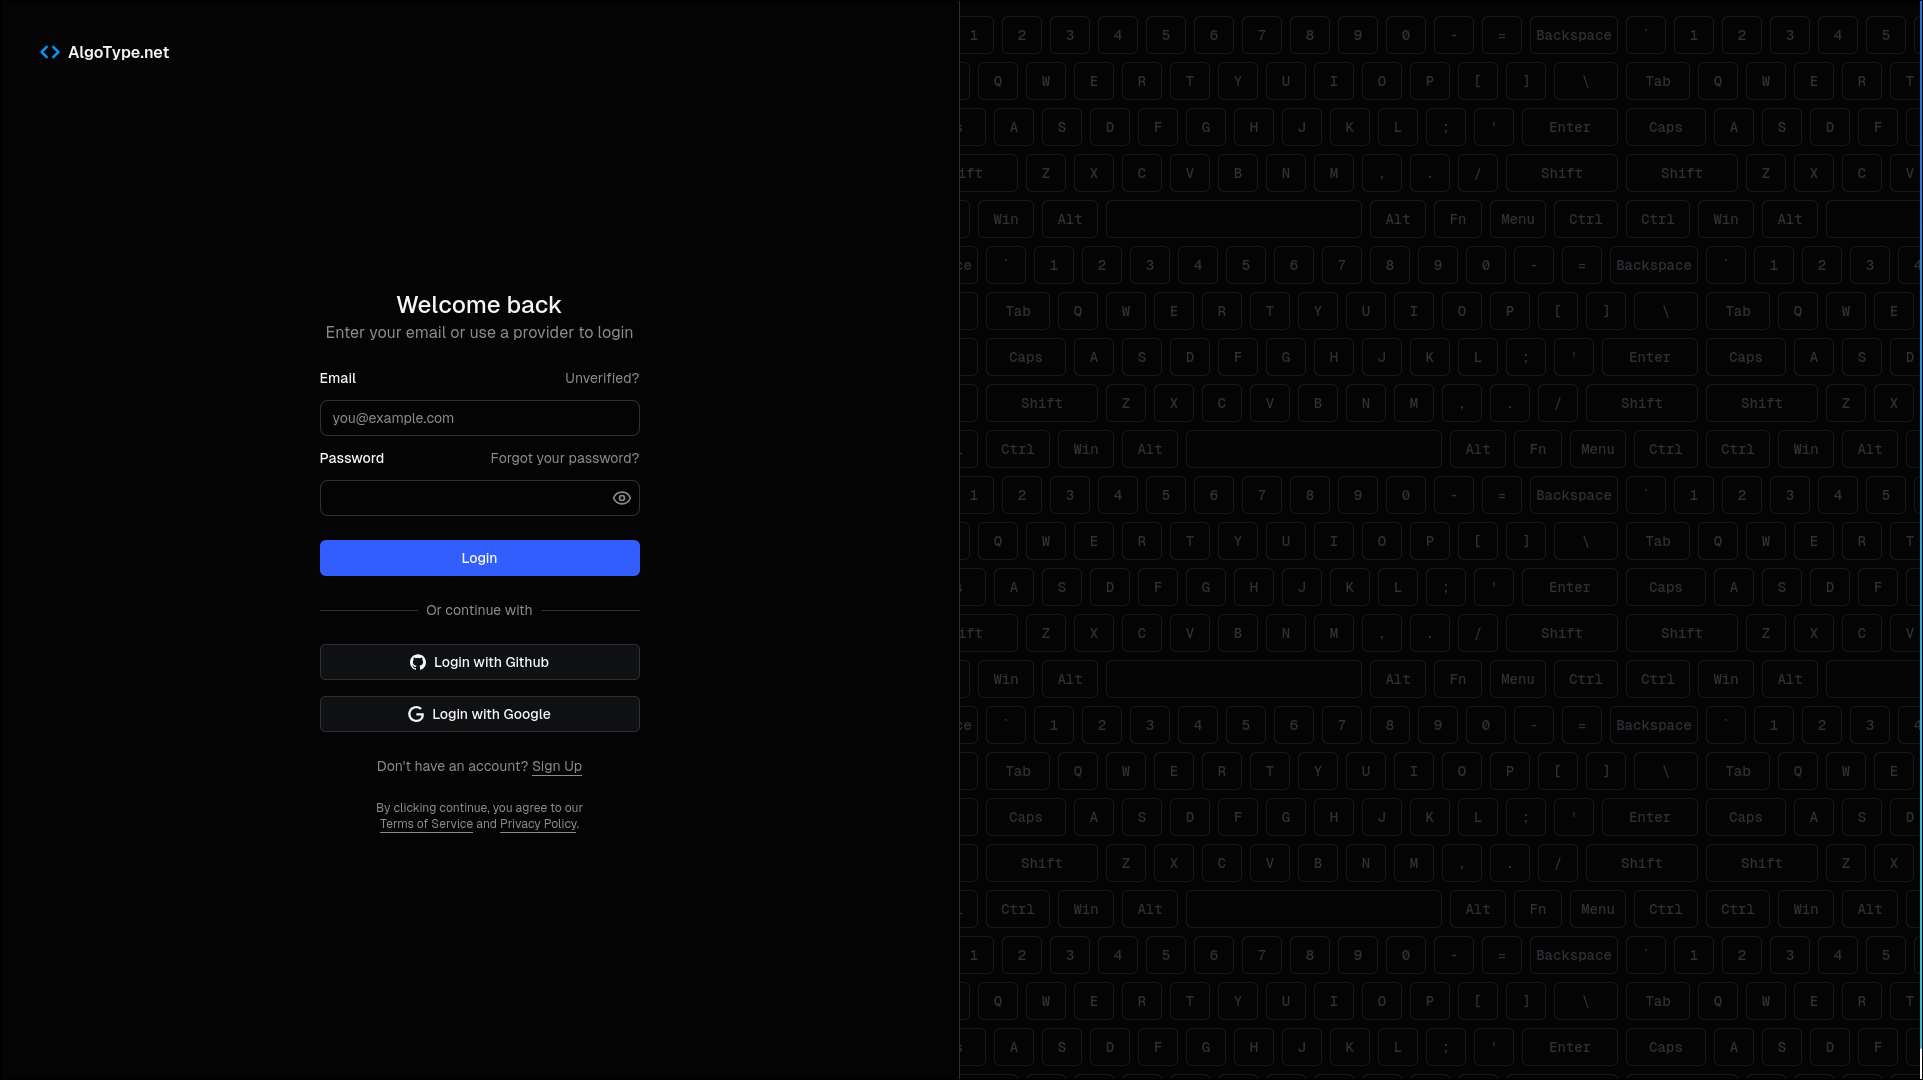 AlgoType.net
Welcome back
Enter your email or use a provider to login
Email Unverified?
you@example.com
Password Forgot your password?
Login
Or continue with
Login with Github
Login with Google
Don't have an account? Sign Up
By clicking continue, you agree to our
Terms of Service and Privacy Policy.
1 2 3 4 5 6 7 8 9 0 - = Backspace ` 1 2 3 4 5
Q W E R T Y U I O P [ ] \ Tab Q W E R T
A S D F G H J K L ; ' Enter Caps A S D F
ift Z X C V B N M , . / Shift Shift Z X C V
Win Alt Alt Fn Menu Ctrl Ctrl Win Alt
ce ` 1 2 3 4 5 6 7 8 9 0 - = Backspace ` 1 2 3 4
Tab Q W E R T Y U I O P [ ] \ Tab Q W E
Caps A S D F G H J K L ; ' Enter Caps A S D
Shift Z X C V B N M , . / Shift Shift Z X
Ctrl Win Alt Alt Fn Menu Ctrl Ctrl Win Alt
1 2 3 4 5 6 7 8 9 0 - = Backspace ` 1 2 3 4 5
Q W E R T Y U I O P [ ] \ Tab Q W E R T
A S D F G H J K L ; ' Enter Caps A S D F
ift Z X C V B N M , . / Shift Shift Z X C V
Win Alt Alt Fn Menu Ctrl Ctrl Win Alt
ce ` 1 2 3 4 5 6 7 8 9 0 - = Backspace ` 1 2 3 4
Tab Q W E R T Y U I O P [ ] \ Tab Q W E
Caps A S D F G H J K L ; ' Enter Caps A S D
Shift Z X C V B N M , . / Shift Shift Z X
Ctrl Win Alt Alt Fn Menu Ctrl Ctrl Win Alt
1 2 3 4 5 6 7 8 9 0 - = Backspace ` 1 2 3 4 5
Q W E R T Y U I O P [ ] \ Tab Q W E R T
A S D F G H J K L ; ' Enter Caps A S D F